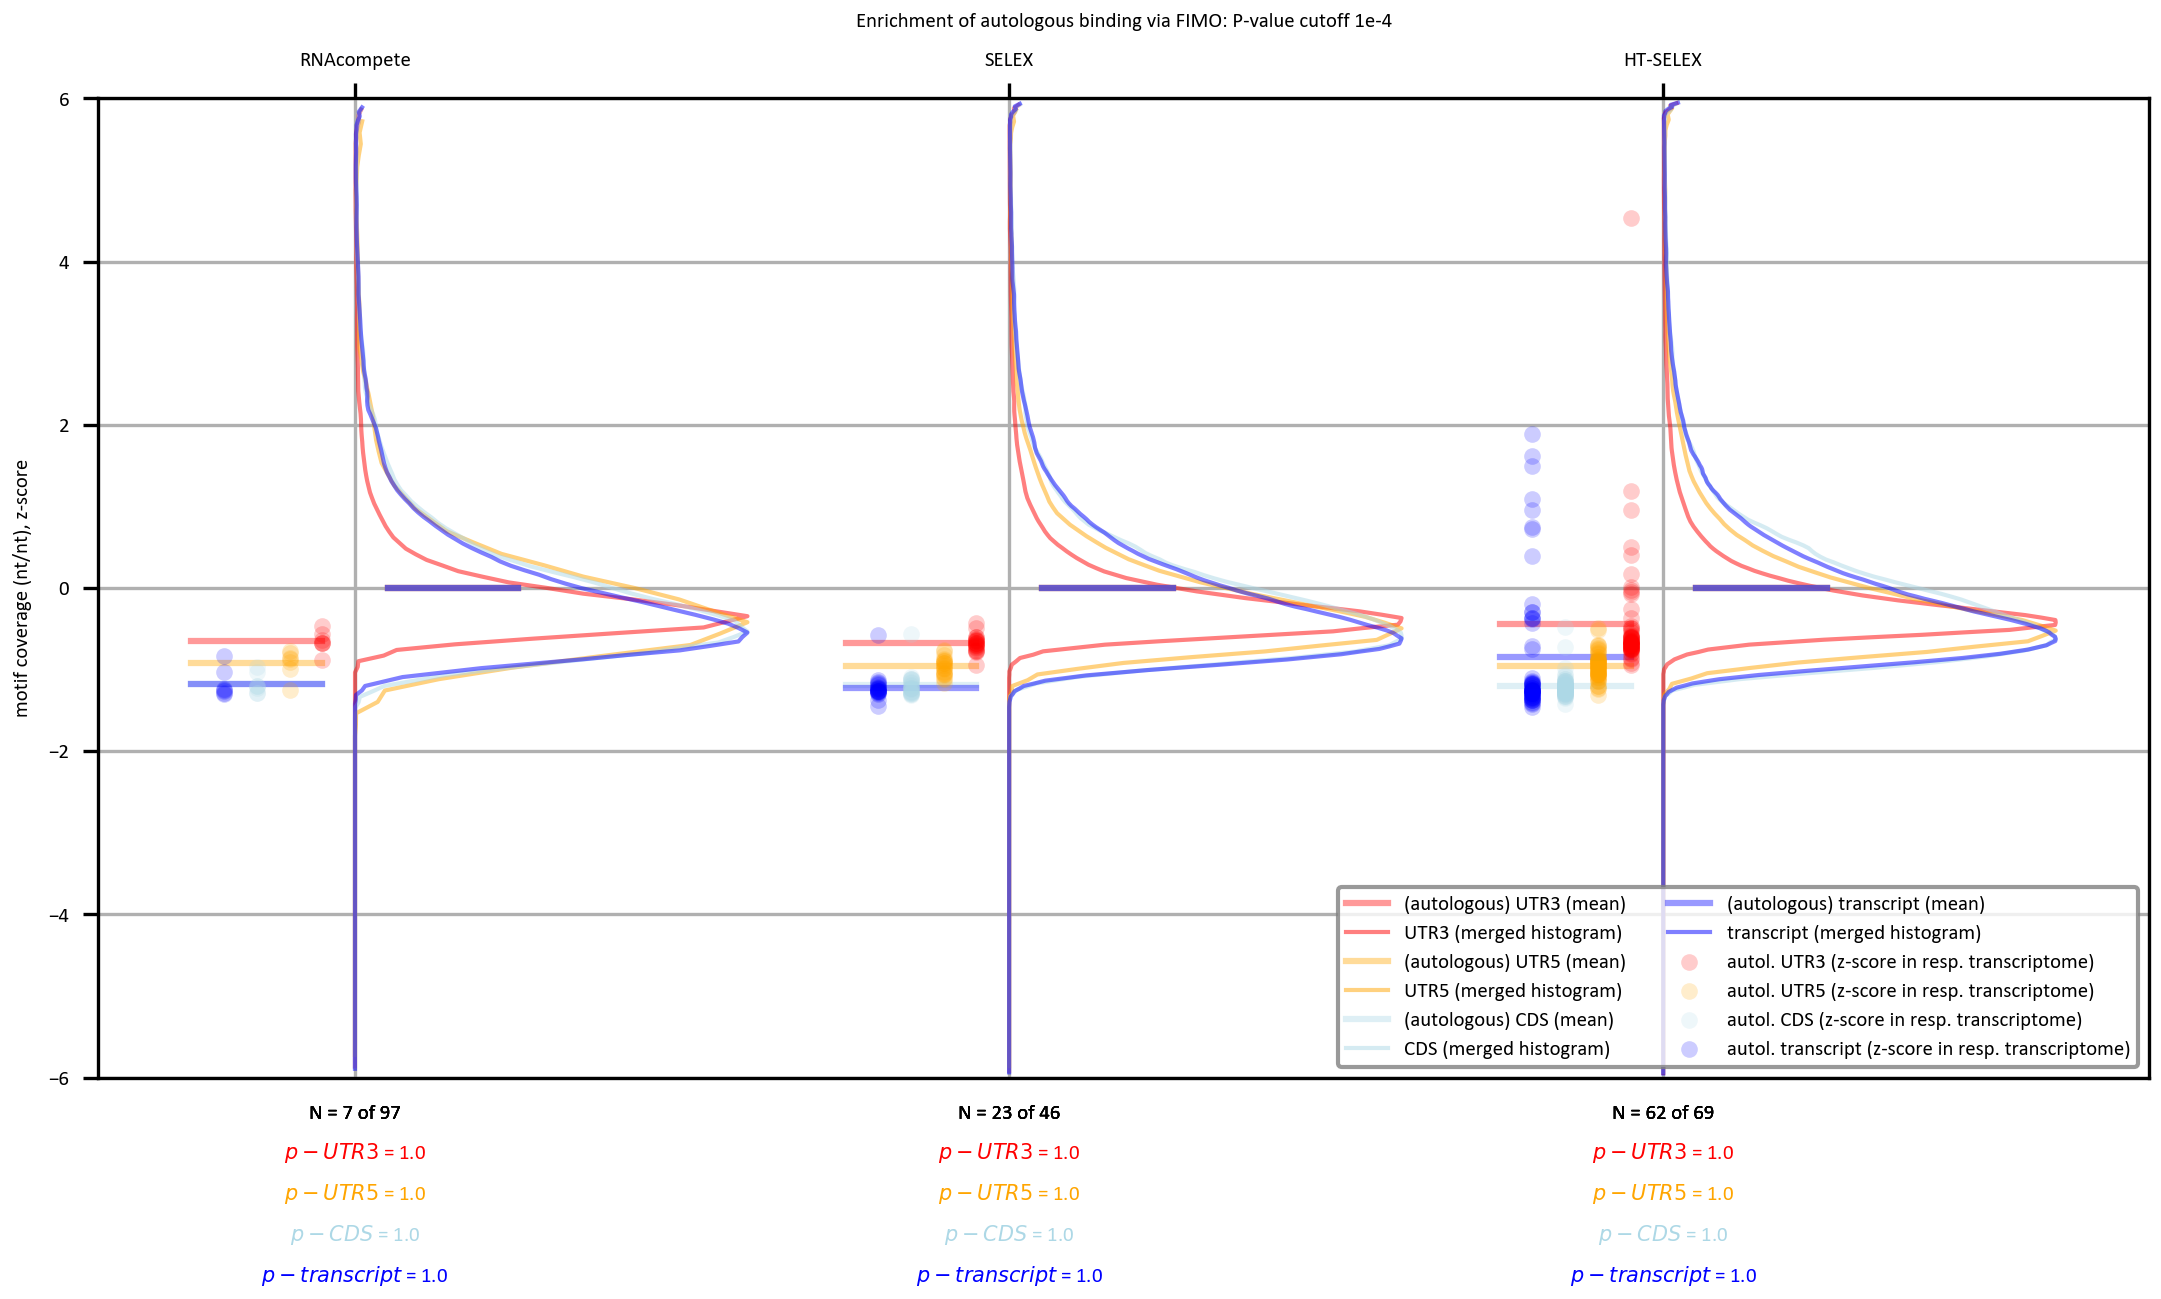 Enrichment of autologous binding via FIMO: P-value cutoff 1e-4
RNAcompete
SELEX
HT-SELEX
motif coverage (nt/nt), z-score
6
4
2
0
−2
−4
−6
(autologous) UTR3 (mean)
UTR3 (merged histogram)
(autologous) UTR5 (mean)
UTR5 (merged histogram)
(autologous) CDS (mean)
CDS (merged histogram)
(autologous) transcript (mean)
transcript (merged histogram)
autol. UTR3 (z-score in resp. transcriptome)
autol. UTR5 (z-score in resp. transcriptome)
autol. CDS (z-score in resp. transcriptome)
autol. transcript (z-score in resp. transcriptome)
N = 7 of 97
p − UTR3 = 1.0
p − UTR5 = 1.0
p − CDS = 1.0
p − transcript = 1.0
N = 23 of 46
p − UTR3 = 1.0
p − UTR5 = 1.0
p − CDS = 1.0
p − transcript = 1.0
N = 62 of 69
p − UTR3 = 1.0
p − UTR5 = 1.0
p − CDS = 1.0
p − transcript = 1.0